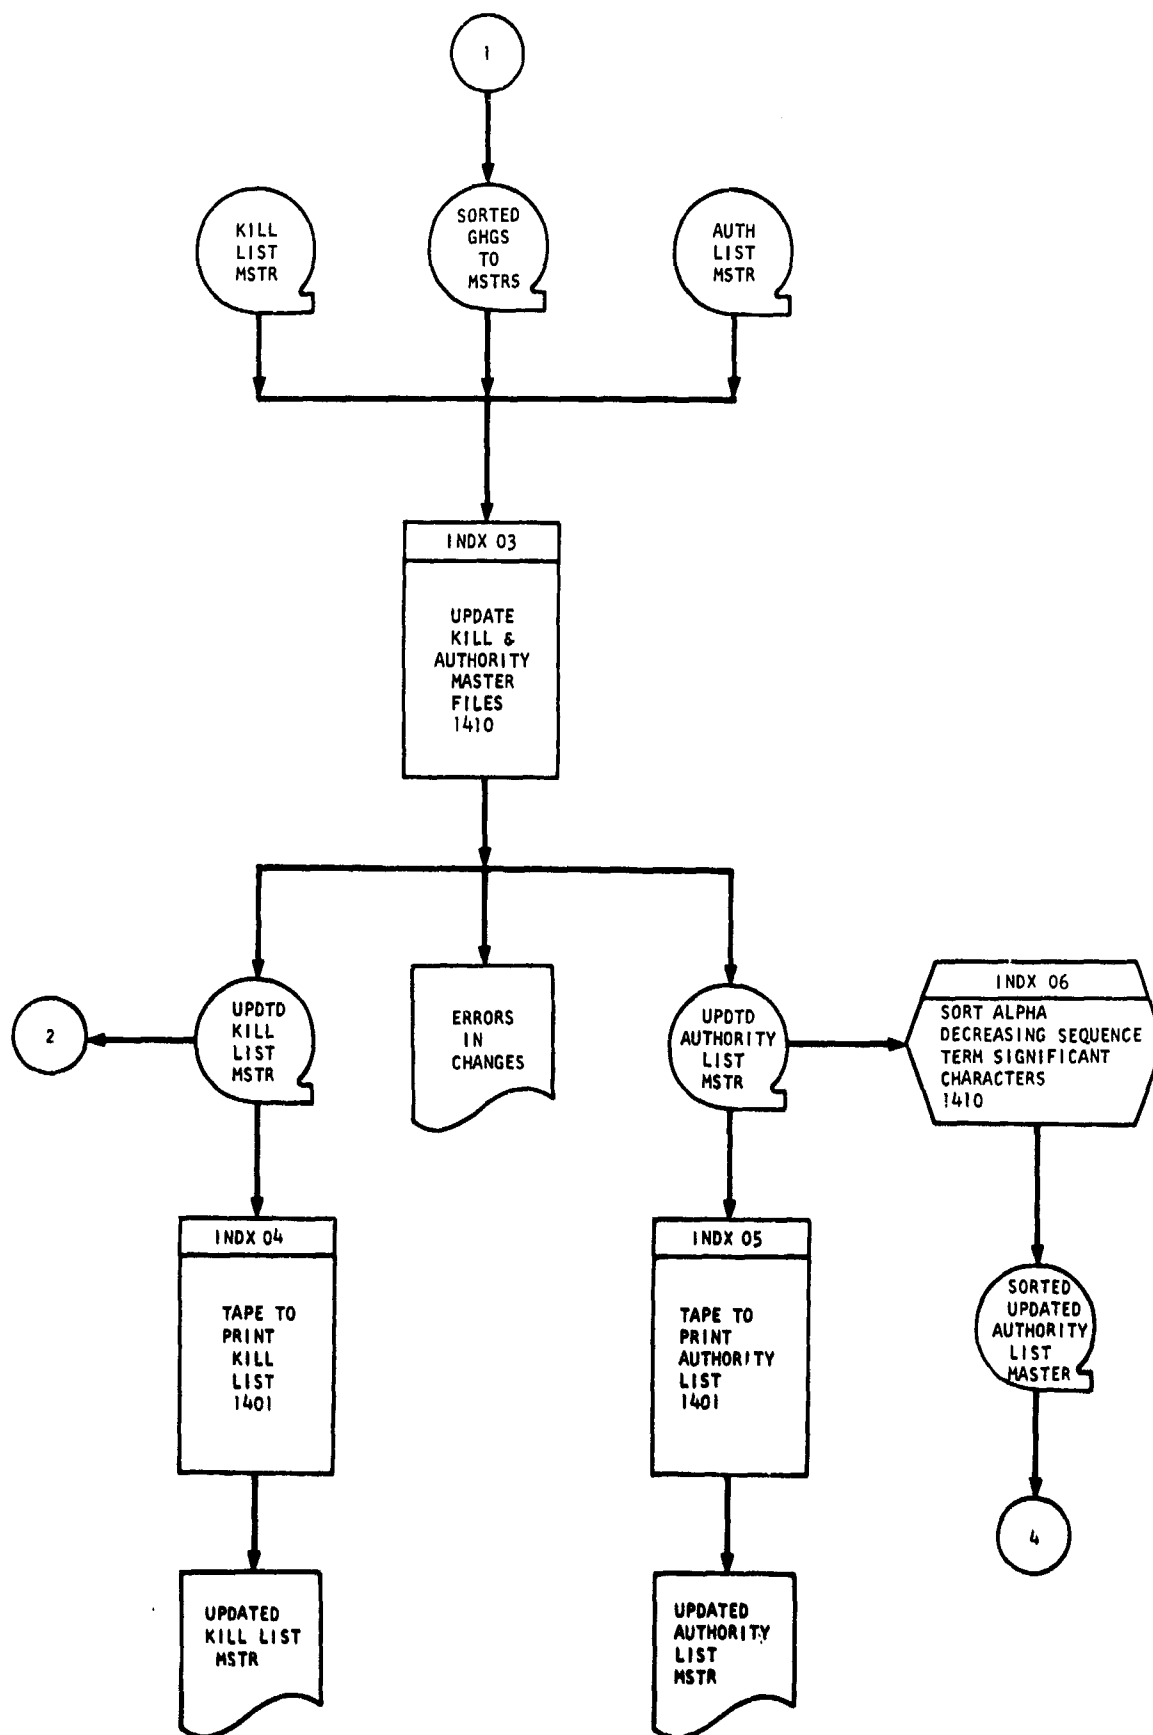 1
KILL
LIST
MSTR
SORTED
GHGS
TO
MSTRS
AUTH
LIST
MSTR
INDX 03
UPDATE
KILL &
AUTHORITY
MASTER
FILES
1410
2
UPDTD
KILL
LIST
MSTR
ERRORS
IN
CHANGES
UPDTD
AUTHORITY
LIST
MSTR
INDX 06
SORT ALPHA
DECREASING SEQUENCE
TERM SIGNIFICANT
CHARACTERS
1410
INDX 04
TAPE TO
PRINT
KILL
LIST
1401
INDX 05
TAPE TO
PRINT
AUTHORITY
LIST
1401
SORTED
UPDATED
AUTHORITY
LIST
MASTER
4
UPDATED
KILL LIST
MSTR
UPDATED
AUTHORITY
LIST
MSTR